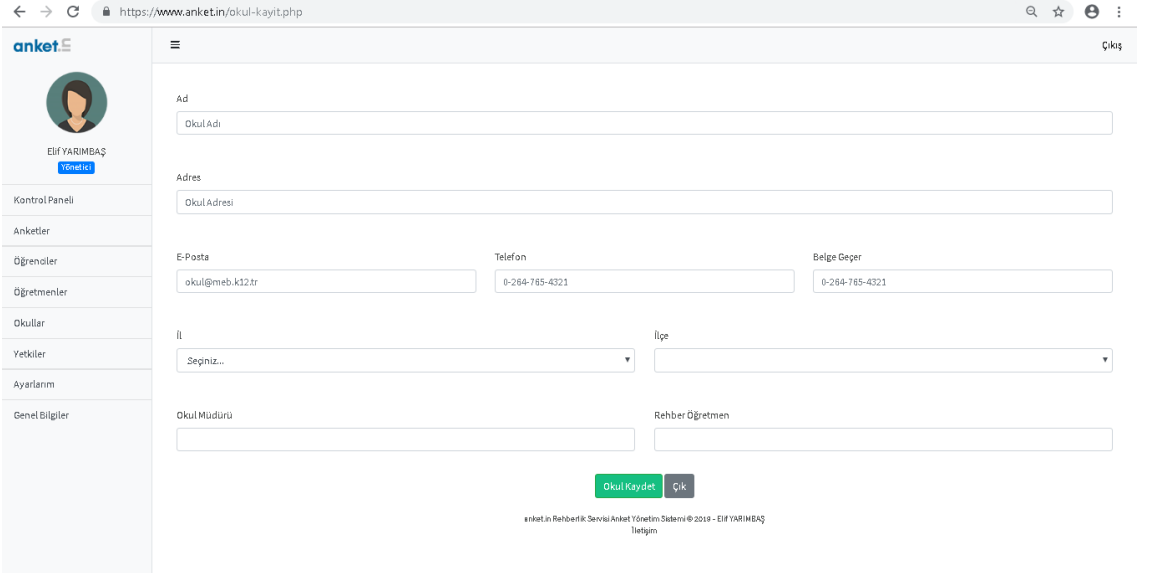 https://www.anket.in/okul-kayit.php
anket.in
Çıkış
Elif YARIMBAŞ
Yönetici
Kontrol Paneli
Anketler
Öğrenciler
Öğretmenler
Okullar
Yetkiler
Ayarlarım
Genel Bilgiler
Ad
Okul Adı
Adres
Okul Adresi
E-Posta Telefon Belge Geçer
okul@meb.k12.tr 0-264-765-4321 0-264-765-4321
İl İlçe
Seçiniz...
Okul Müdürü Rehber Öğretmen
Okul Kaydet Çık
anket.in Rehberlik Servisi Anket Yönetim Sistemi © 2019 - Elif YARIMBAŞ
İletişim